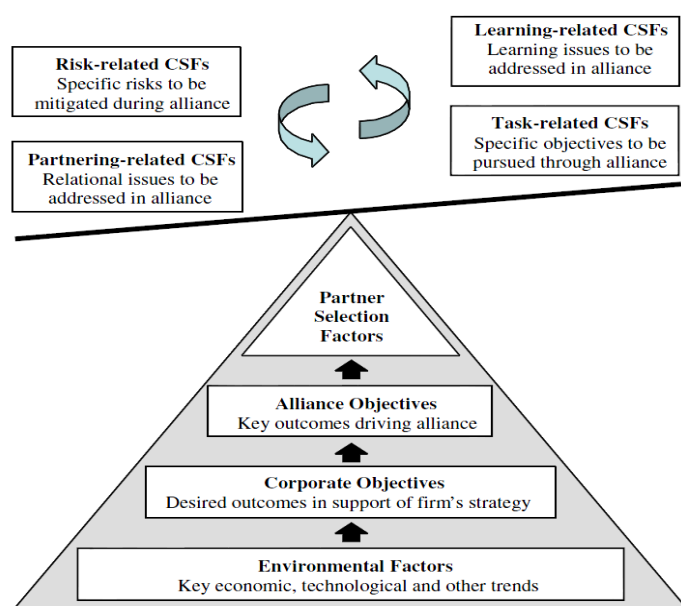 Risk-related CSFs
Specific risks to be
mitigated during alliance
Partnering-related CSFs
Relational issues to be
addressed in alliance
Learning-related CSFs
Learning issues to be
addressed in alliance
Task-related CSFs
Specific objectives to be
pursued through alliance
Partner
Selection
Factors
Alliance Objectives
Key outcomes driving alliance
Corporate Objectives
Desired outcomes in support of firm's strategy
Environmental Factors
Key economic, technological and other trends